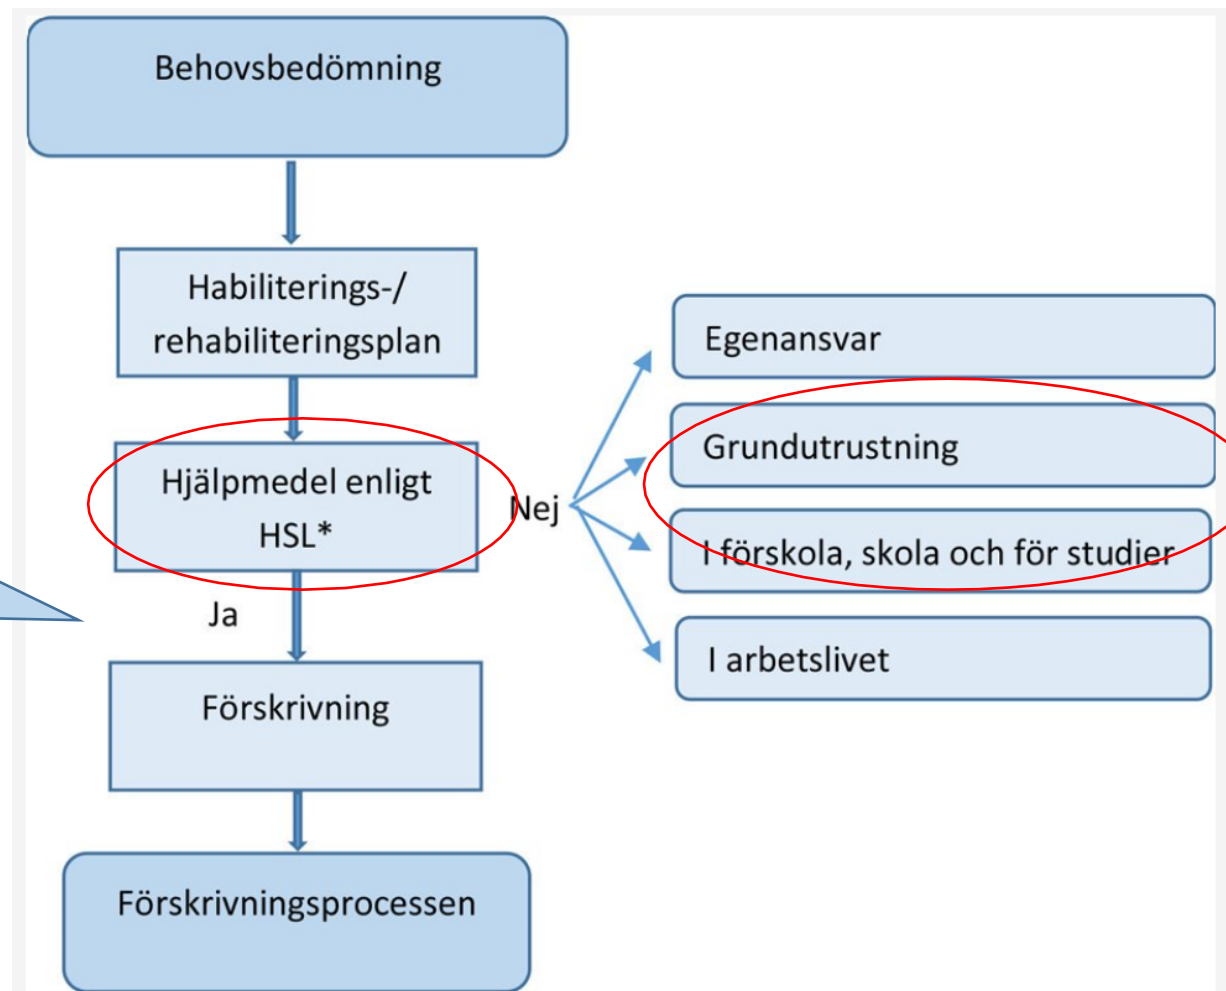 Behovsbedömning
Habiliterings-/
rehabiliteringsplan
Hjälpmedel enligt
HSL*
Nej
Ja
Förskrivning
Förskrivningsprocessen
Egenansvar
Grundutrustning
I förskola, skola och för studier
I arbetslivet